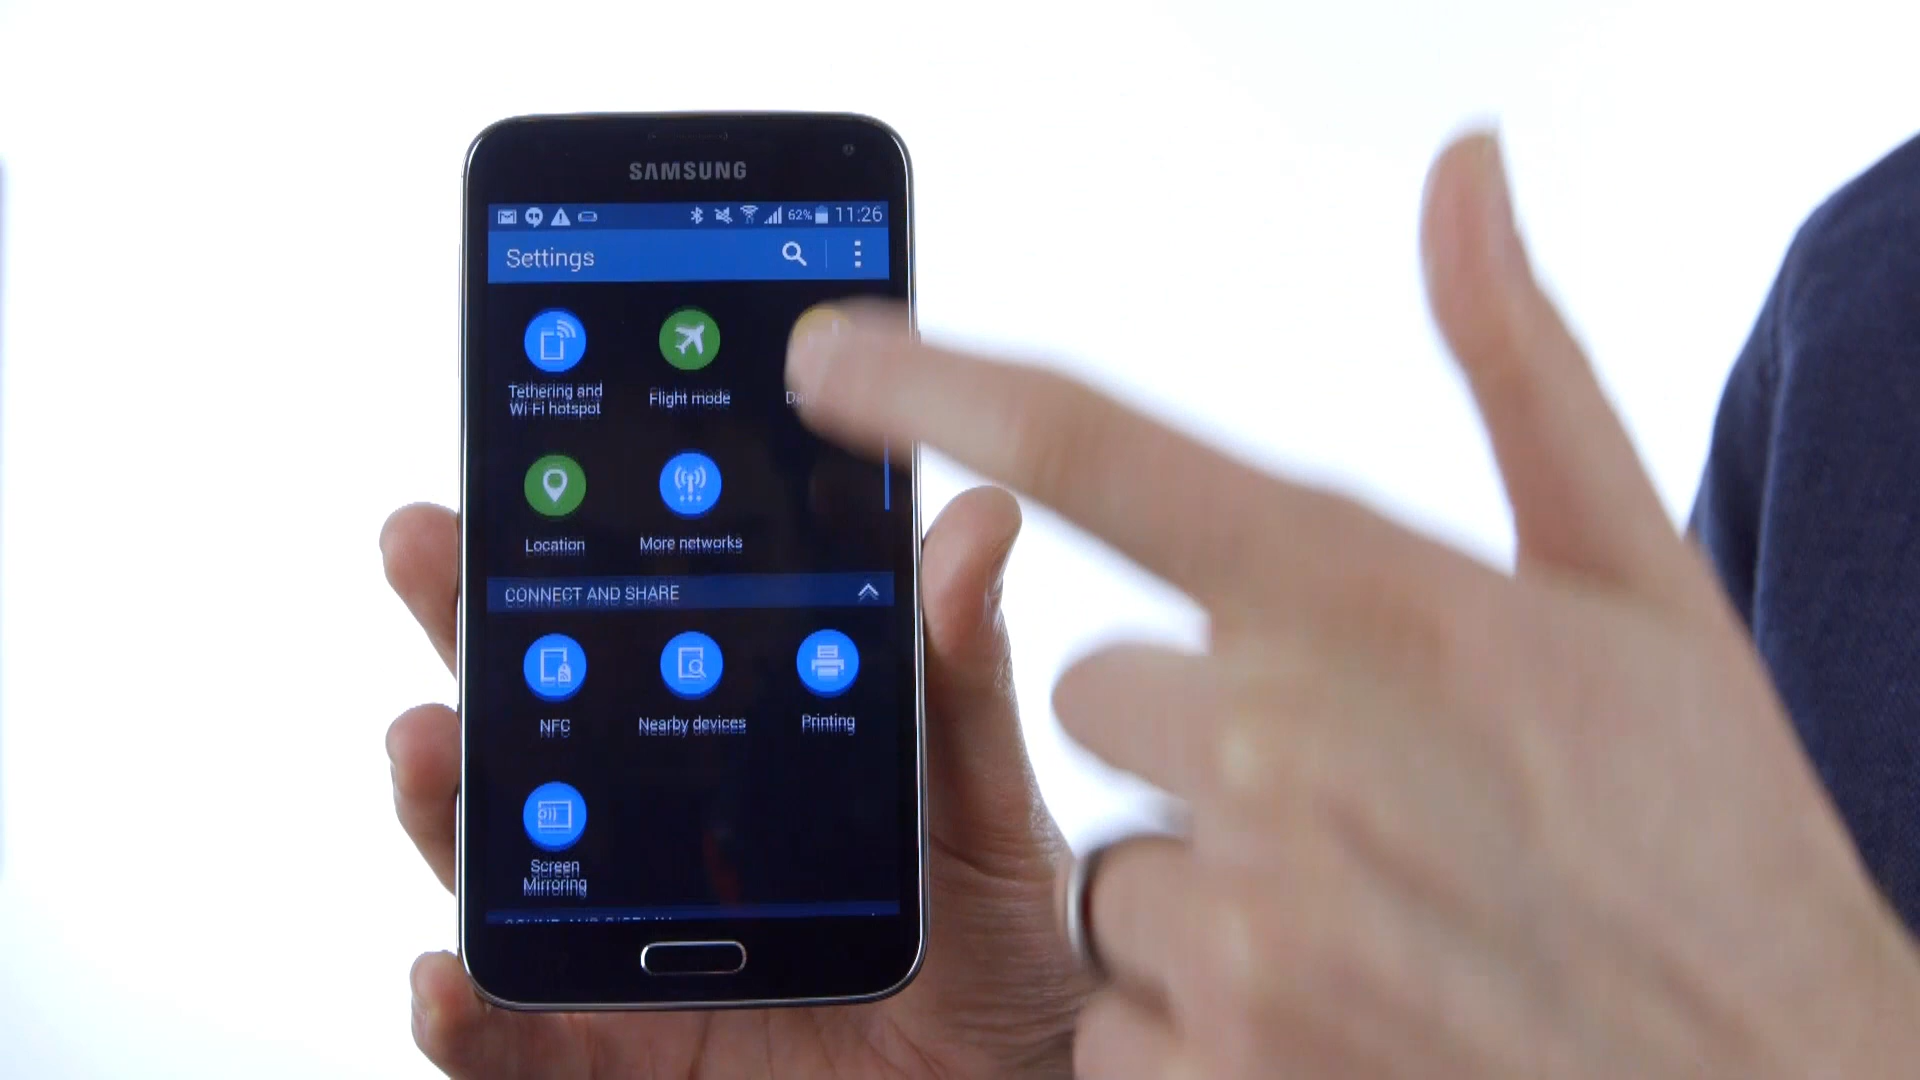 SAMSUNG
62% 11:26
Settings
Tethering and
Wi Fi hotspot
Flight mode
Location
More networks
CONNECT AND SHARE
NFC
Nearby devices
Printing
Screen
Mirroring